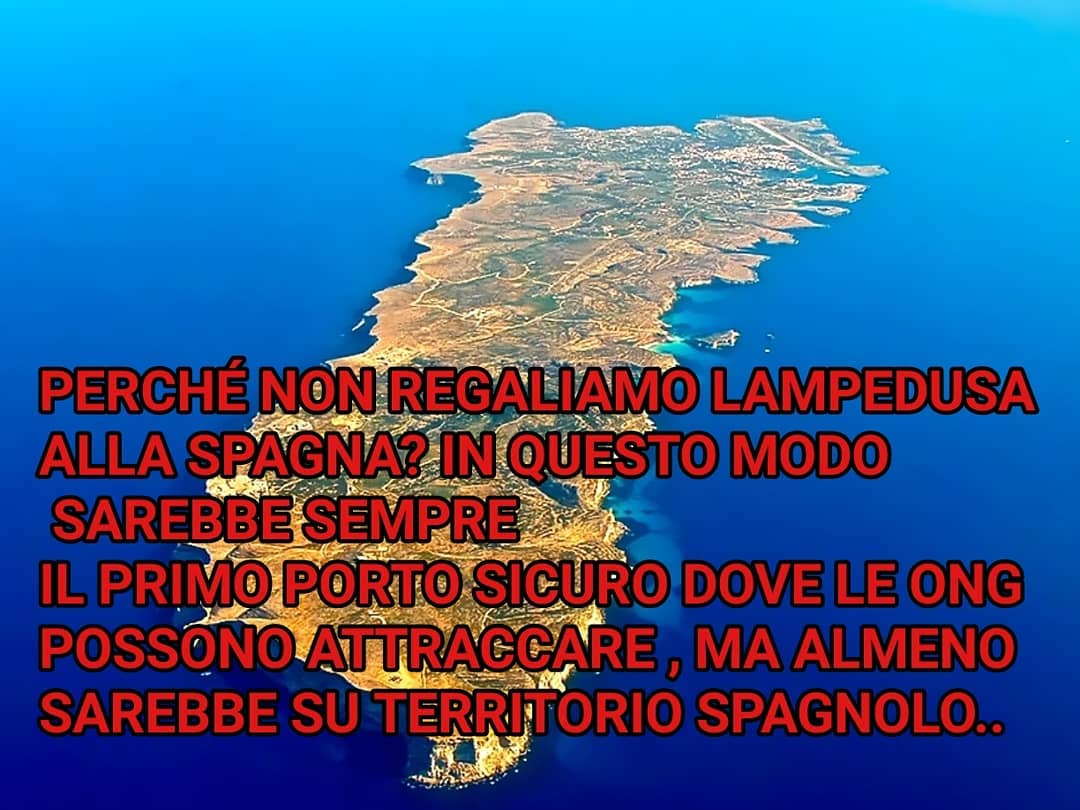 PERCHÉ NON REGALIAMO LAMPEDUSA
ALLA SPAGNA? IN QUESTO MODO
SAREBBE SEMPRE
IL PRIMO PORTO SICURO DOVE LE ONG
POSSONO ATTRACCARE , MA ALMENO
SAREBBE SU TERRITORIO SPAGNOLO..